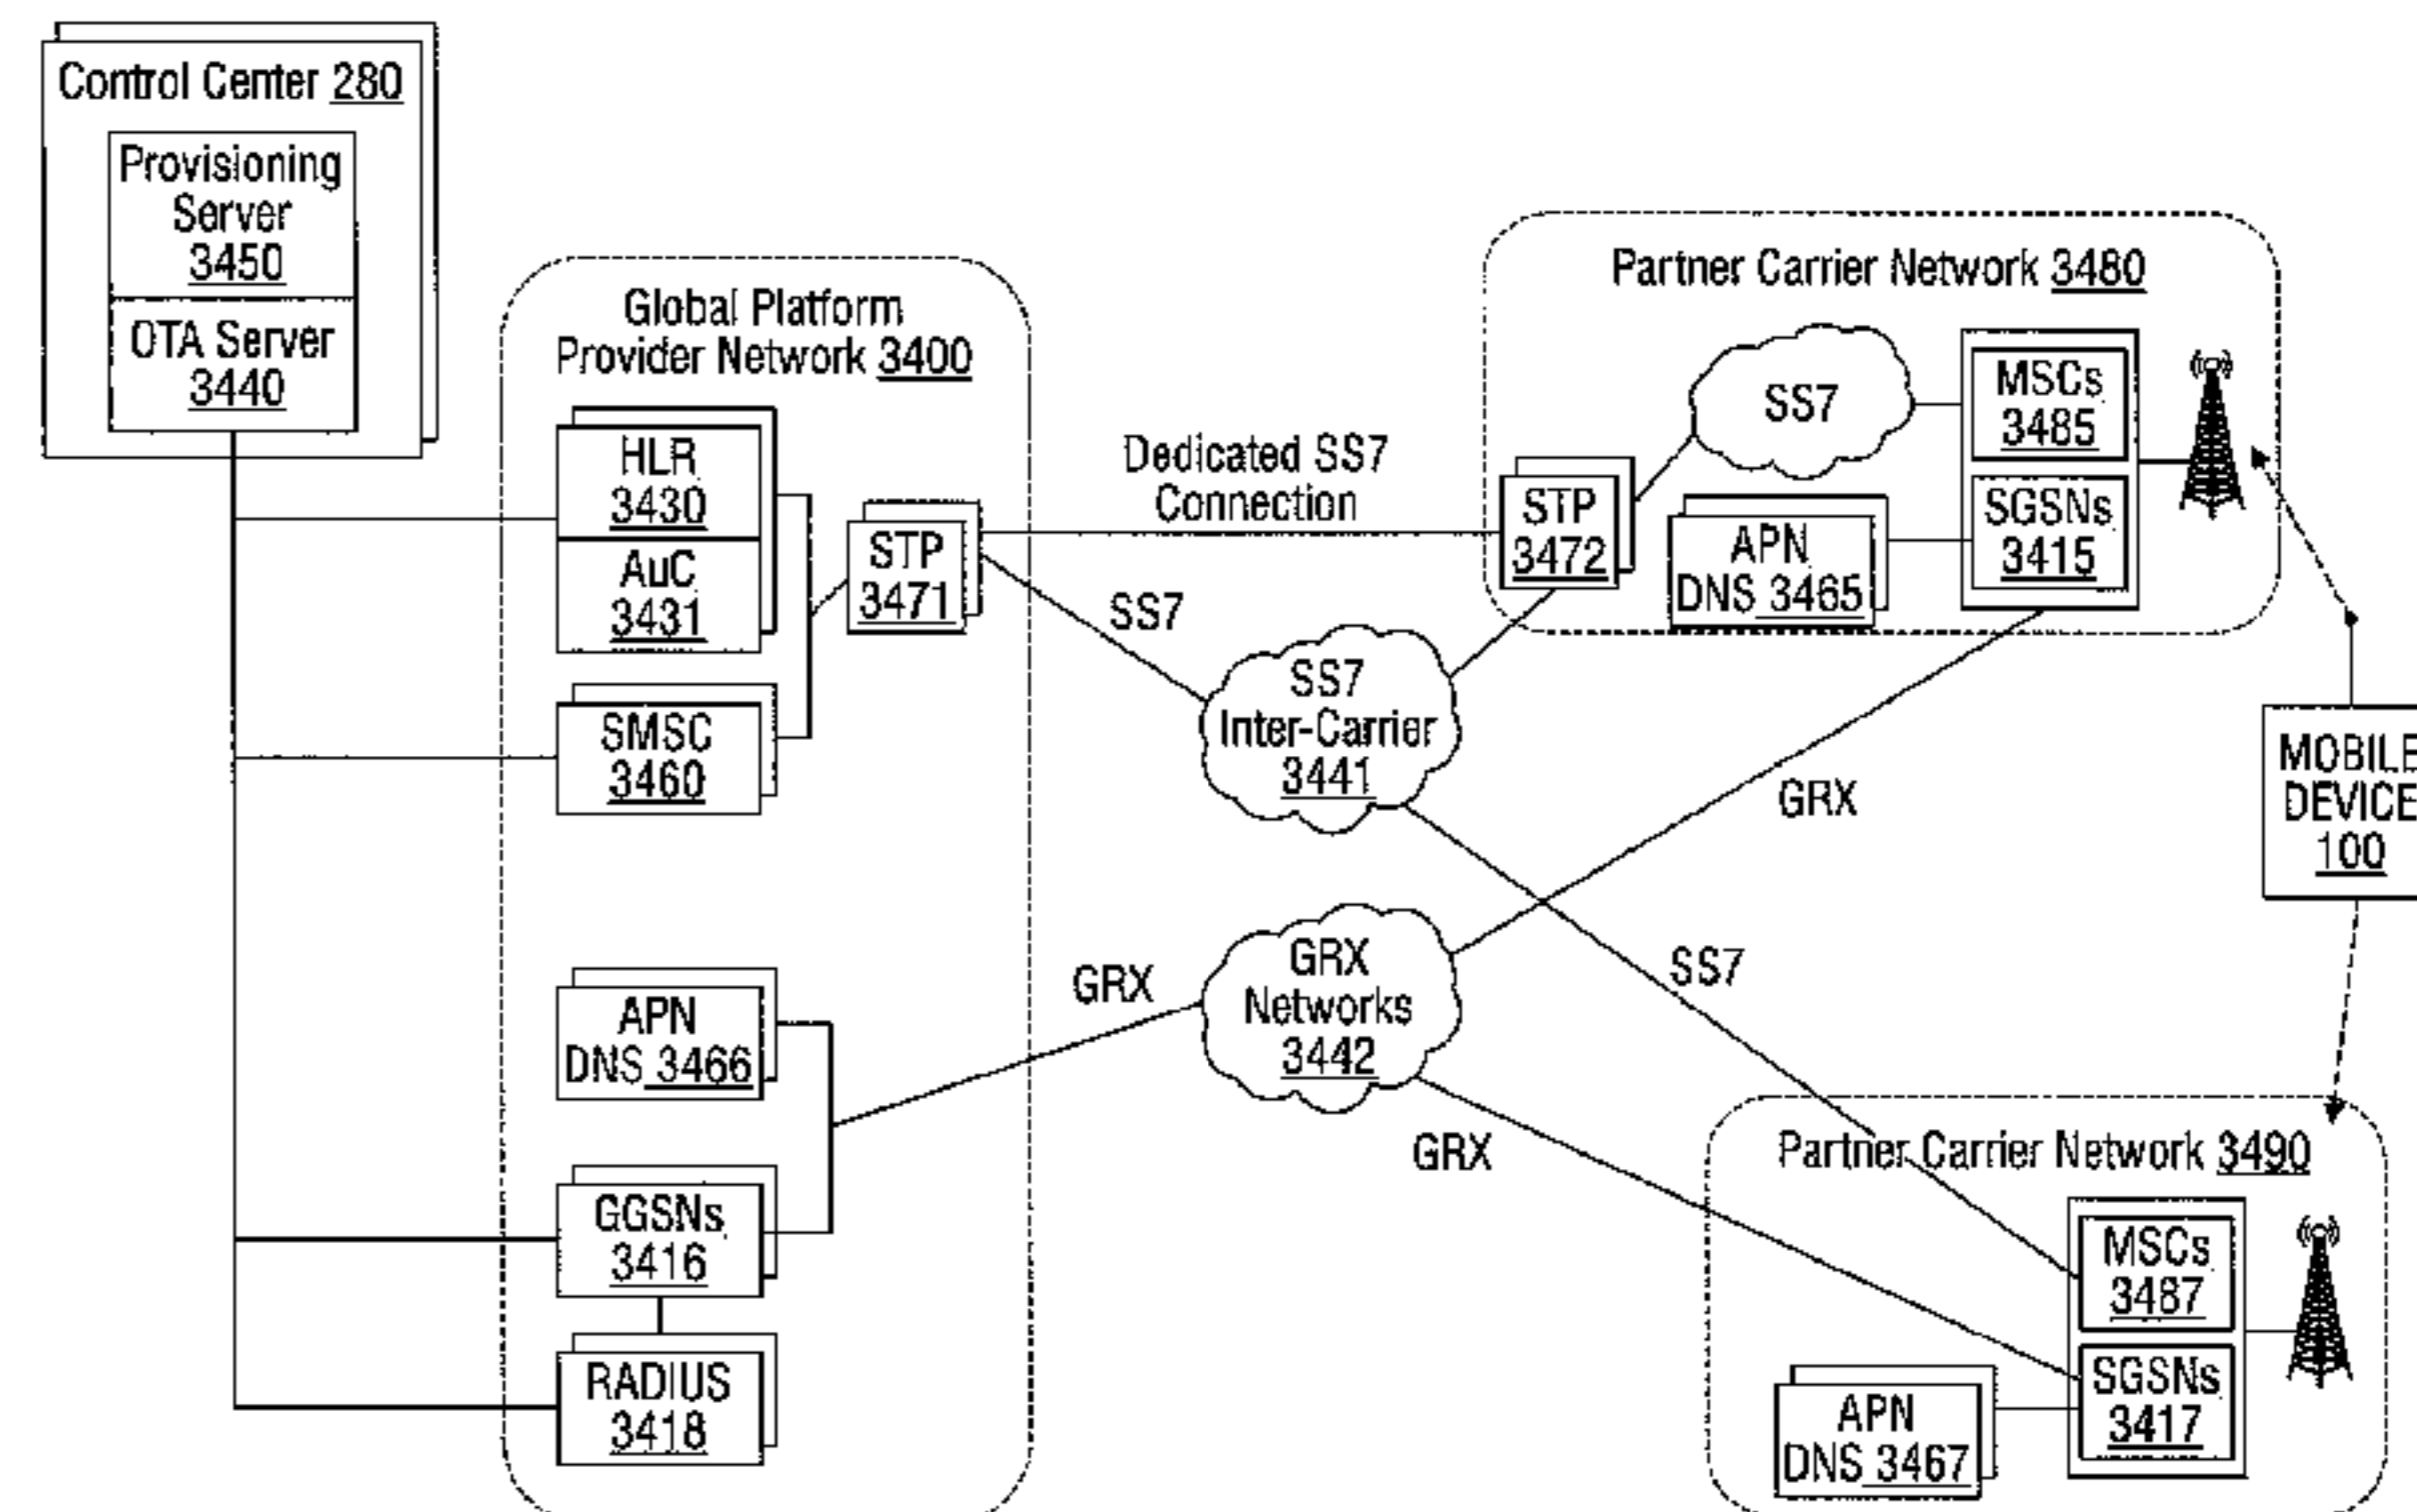 Control Center 280
Provisioning
Server
3450
OTA Server
3440
Global Platform
Provider Network 3400
HLR
3430
AuC
3431
STP
3471
SMSC
3460
APN
DNS 3466
GGSNs
3416
RADIUS
3418
Dedicated SS7
Connection
SS7
SS7
Inter-Carrier
3441
GRX
GRX
Networks
3442
GRX
SS7
GRX
Partner Carrier Network 3480
SS7
MSCs
3485
STP
3472
APN
DNS 3465
SGSNs
3415
MOBILE
DEVICE
100
Partner Carrier Network 3490
MSCs
3487
SGSNs
3417
APN
DNS 3467